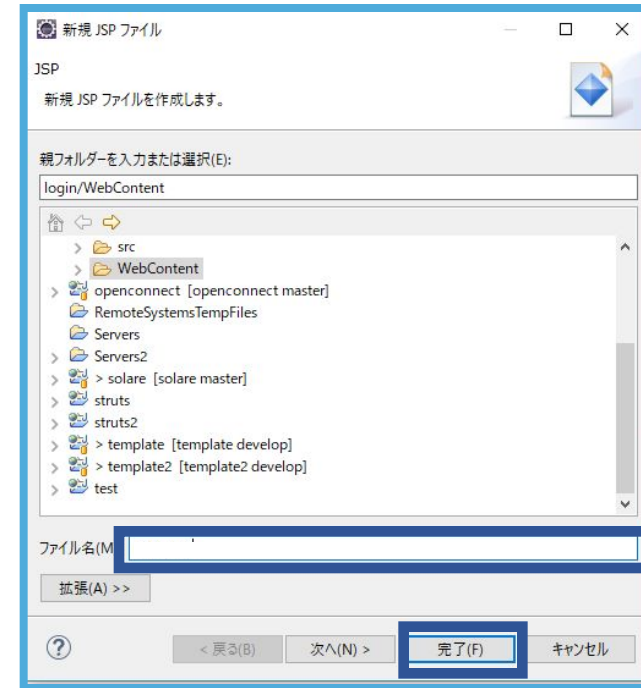 新規 JSP ファイル
JSP
新規 JSP ファイルを作成します。
親フォルダーを入力または選択(E):
login/WebContent
src
WebContent
openconnect [openconnect master]
RemoteSystemsTempFiles
Servers
Servers2
> solare [solare master]
struts
struts2
> template [template develop]
> template2 [template2 develop]
test
ファイル名(M
拡張(A) >>
< 戻る(B) 次へ(N) > 完了(F) キャンセル